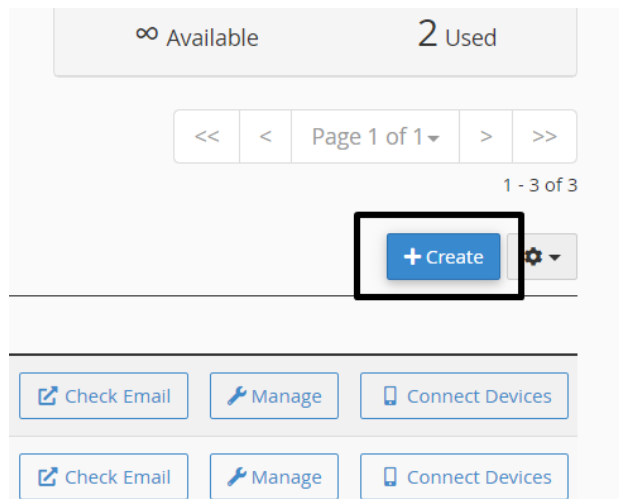 ∞ Available 2 Used
<< < Page 1 of 1 > >>
1 - 3 of 3
+ Create
Check Email Manage Connect Devices
Check Email Manage Connect Devices